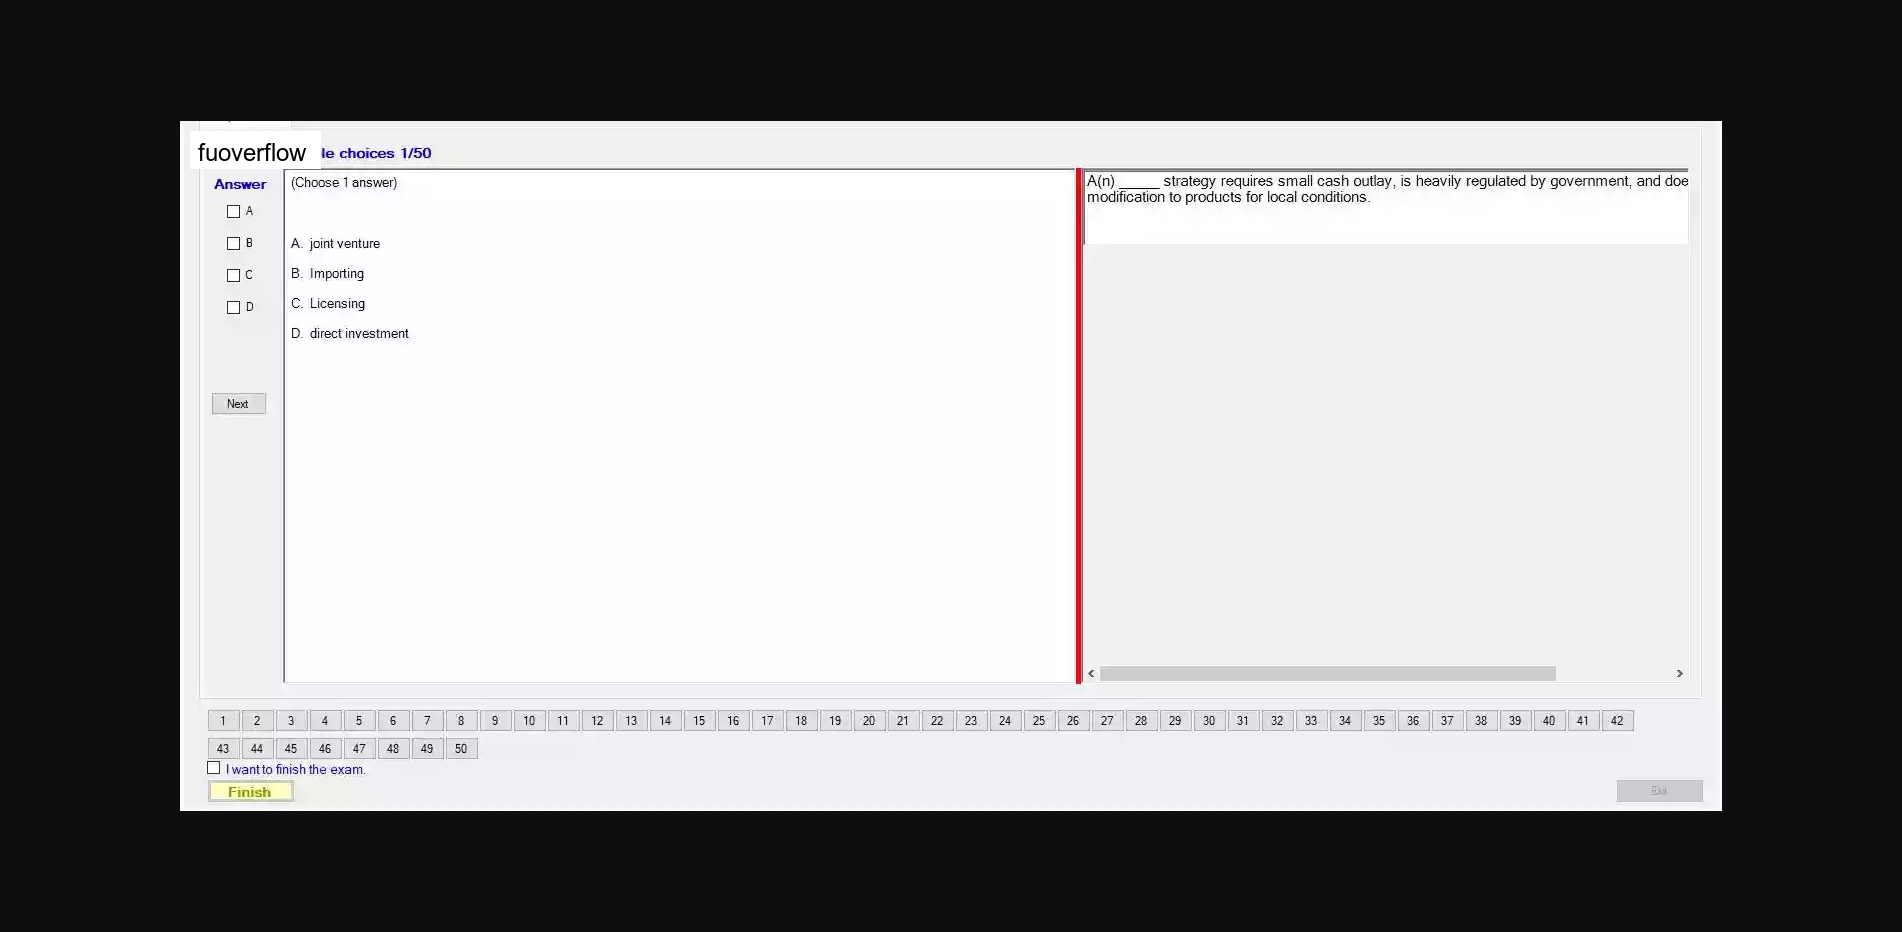 fuoverflow
le choices 1/50
Answer
(Choose 1 answer)
A
B
C
D
A. joint venture
B. Importing
C. Licensing
D. direct investment
Next
A(n) _____ strategy requires small cash outlay, is heavily regulated by government, and doe
modification to products for local conditions.
1 2 3 4 5 6 7 8 9 10 11 12 13 14 15 16 17 18 19 20 21 22 23 24 25 26 27 28 29 30 31 32 33 34 35 36 37 38 39 40 41 42
43 44 45 46 47 48 49 50
I want to finish the exam.
Finish
Exit